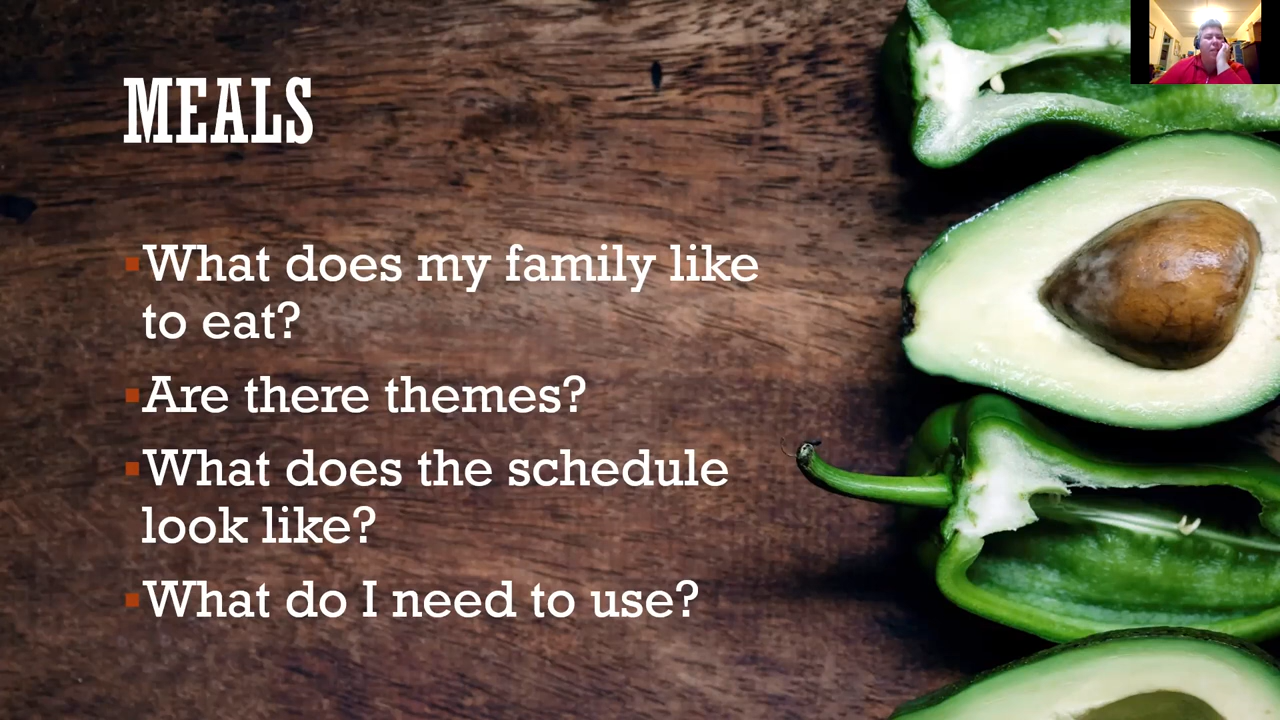 MEALS
▪What does my family like
to eat?
▪Are there themes?
▪What does the schedule
look like?
▪What do I need to use?